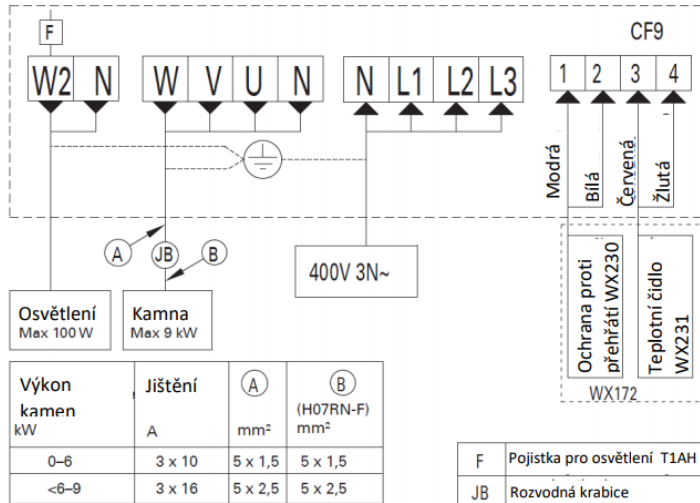 F
CF9
W2 N
W V U N
N L1 L2 L3
1 2 3 4
Modrá
Bílá
Červená
Žlutá
A
JB
B
400V 3N~
Osvětlení
Max 100 W
Kamna
Max 9 kW
Ochrana proti
přehřátí WX230
Teplotní čidlo
WX231
WX172
Výkon
kamen
kW
Jištění
A
A
mm²
B
(H07RN-F)
mm²
0–6 3 x 10 5 x 1,5 5 x 1,5
<6–9 3 x 16 5 x 2,5 5 x 2,5
F Pojistka pro osvětlení T1AH
JB Rozvodná krabice